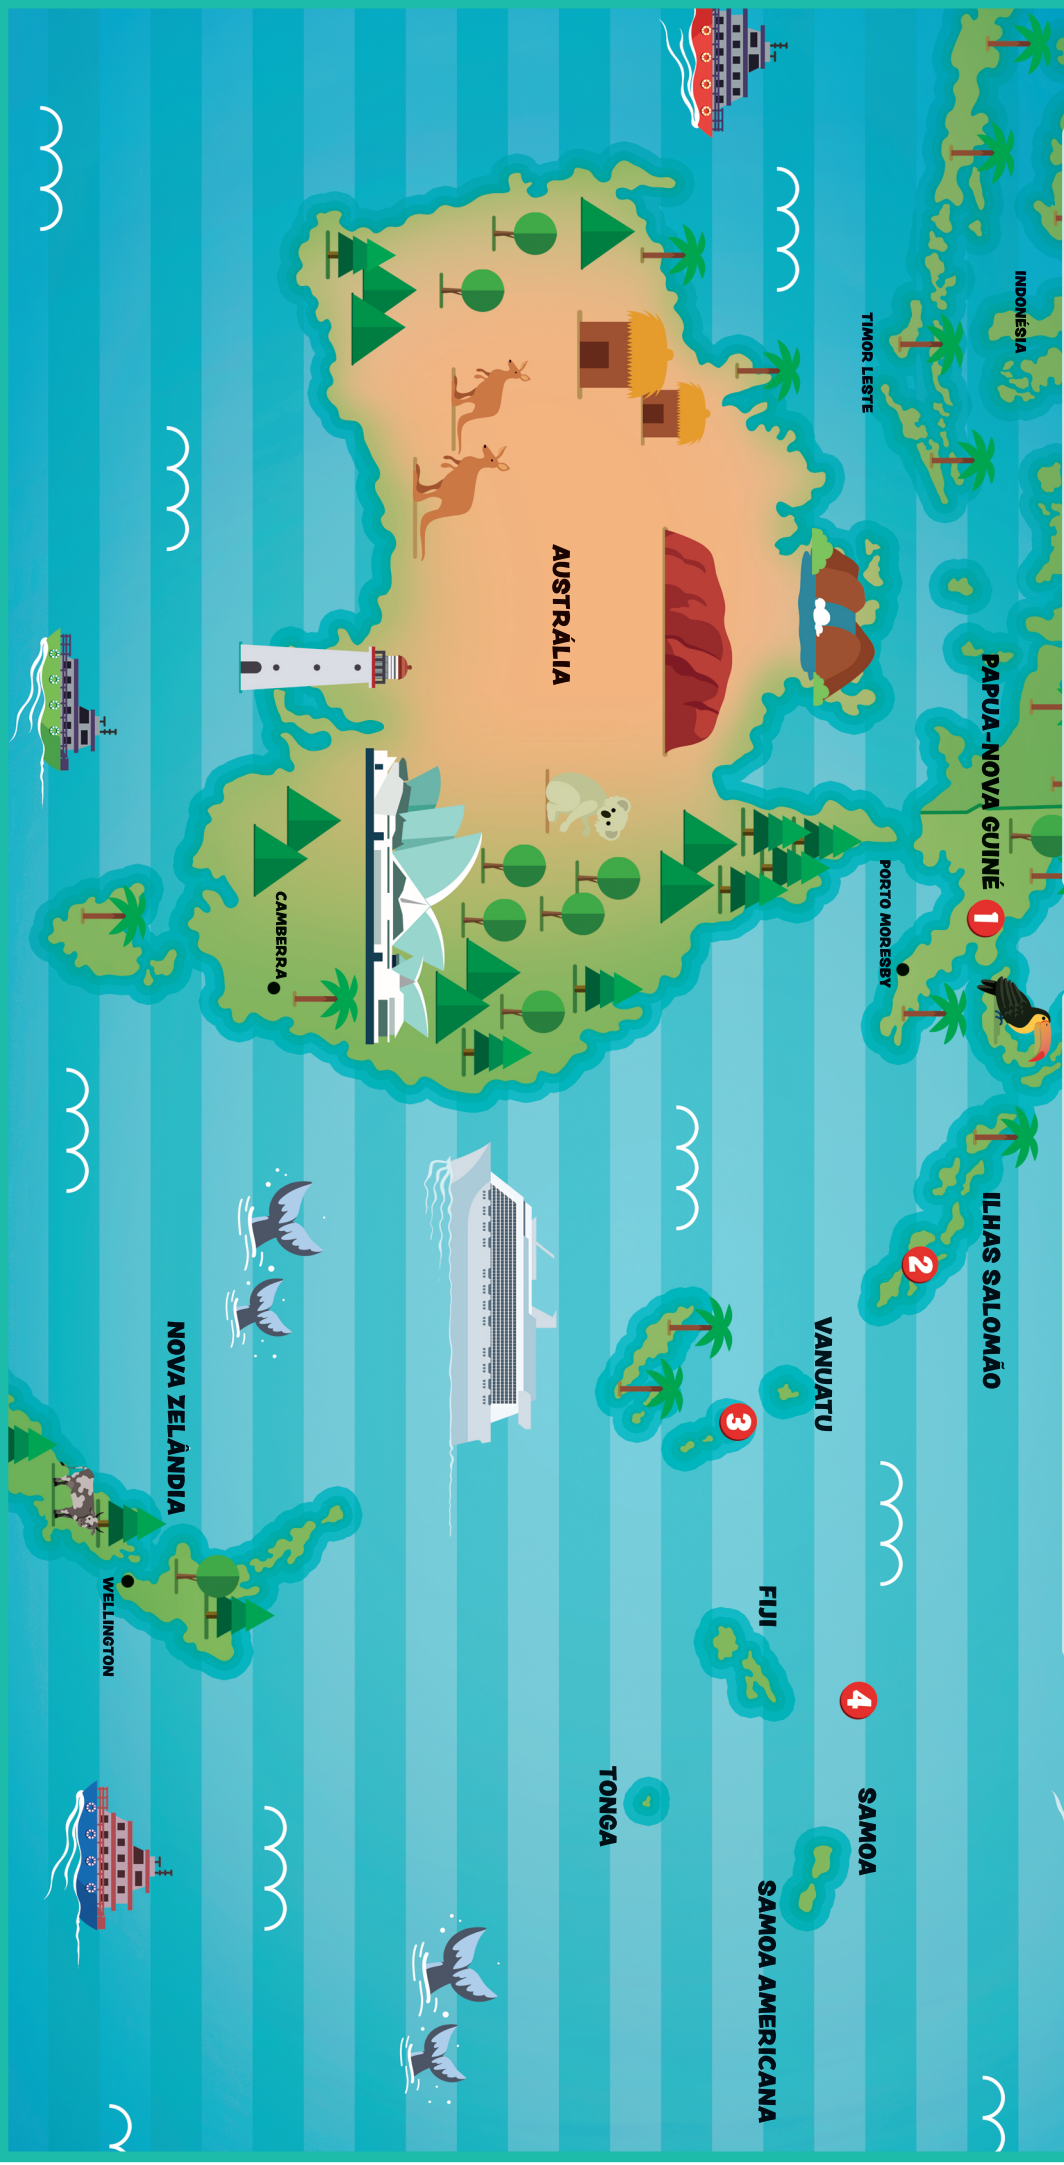 INDONÉSIA
TIMOR LESTE
PAPUA-NOVA GUINÉ
1
PORTO MORESBY
ILHAS SALOMÃO
2
VANUATU
3
FIJI
4
SAMOA
SAMOA AMERICANA
TONGA
AUSTRÁLIA
CAMBERRA
NOVA ZELÂNDIA
WELLINGTON